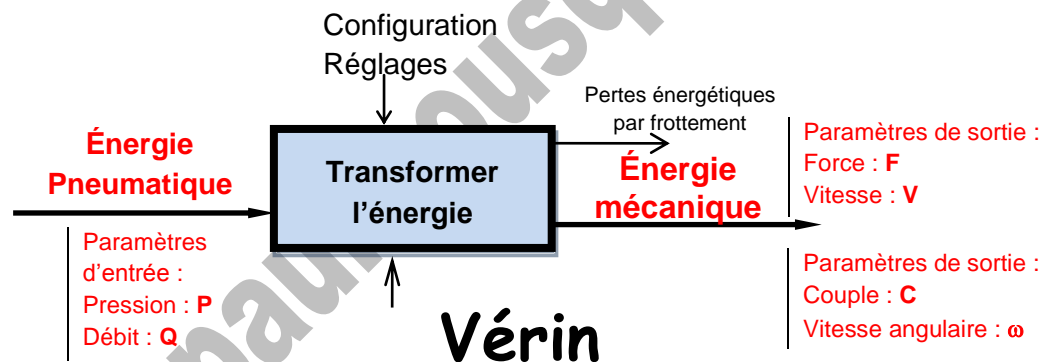 Configuration
Réglages
Pertes énergétiques
par frottement
Énergie
Pneumatique
Transformer
l'énergie
Énergie
mécanique
Paramètres de sortie :
Force : F
Vitesse : V
Paramètres
d'entrée :
Pression : P
Débit : Q
Paramètres de sortie :
Couple : C
Vitesse angulaire : ω
Vérin